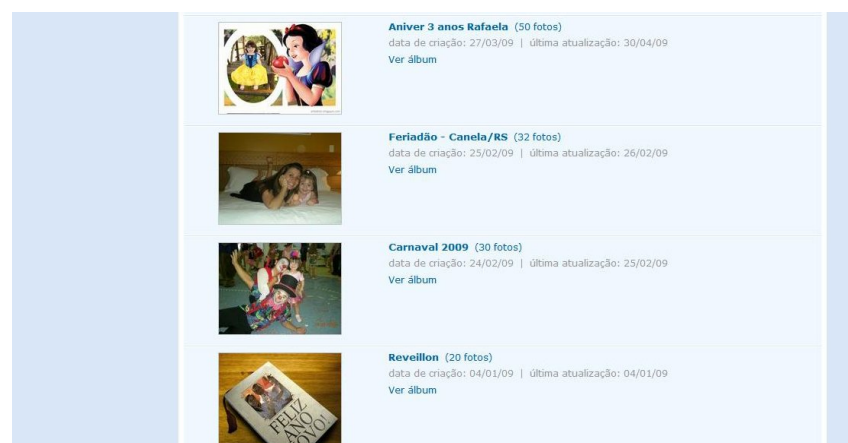 Aniver 3 anos Rafaela (50 fotos)
data de criação: 27/03/09 | última atualização: 30/04/09
Ver álbum
Feriadão - Canela/RS (32 fotos)
data de criação: 25/02/09 | última atualização: 26/02/09
Ver álbum
Carnaval 2009 (30 fotos)
data de criação: 24/02/09 | última atualização: 25/02/09
Ver álbum
Reveillon (20 fotos)
data de criação: 04/01/09 | última atualização: 04/01/09
Ver álbum
FELIZ
ANO
NOVO!